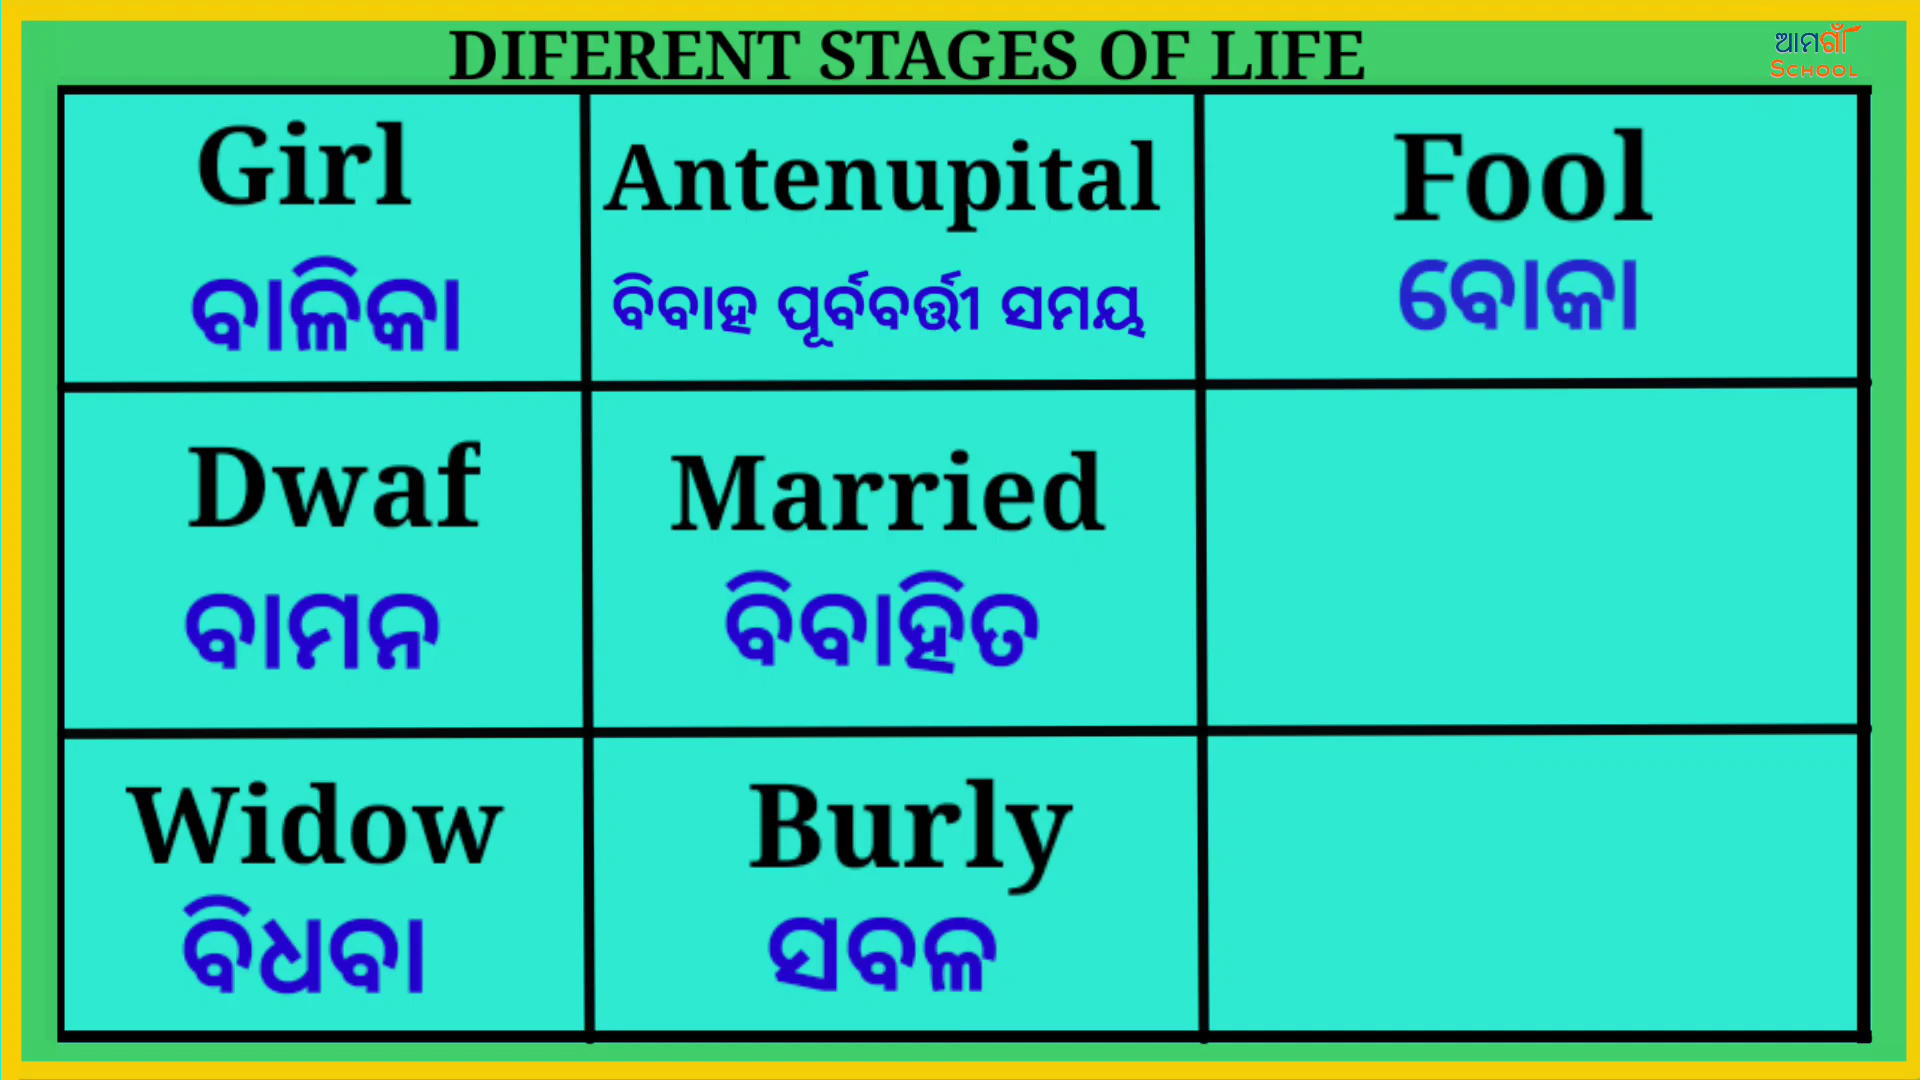 DIFERENT STAGES OF LIFE
ଆମଗାଁ
SCHOOL
Girl
ବାଳିକା
Antenupital
ବିବାହ ପୂର୍ବବର୍ତ୍ତୀ ସମୟ
Fool
ବୋକା
Dwaf
ବାମନ
Married
ବିବାହିତ
Widow
ବିଧବା
Burly
ସବଳ